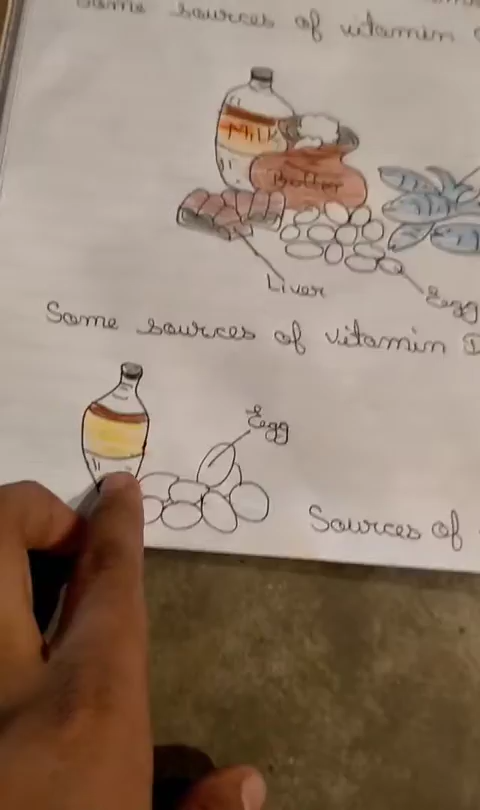 Some sources of vitamin
Milk
Butter
Liver
Egg
Some sources of vitamin D
Egg
Sources of